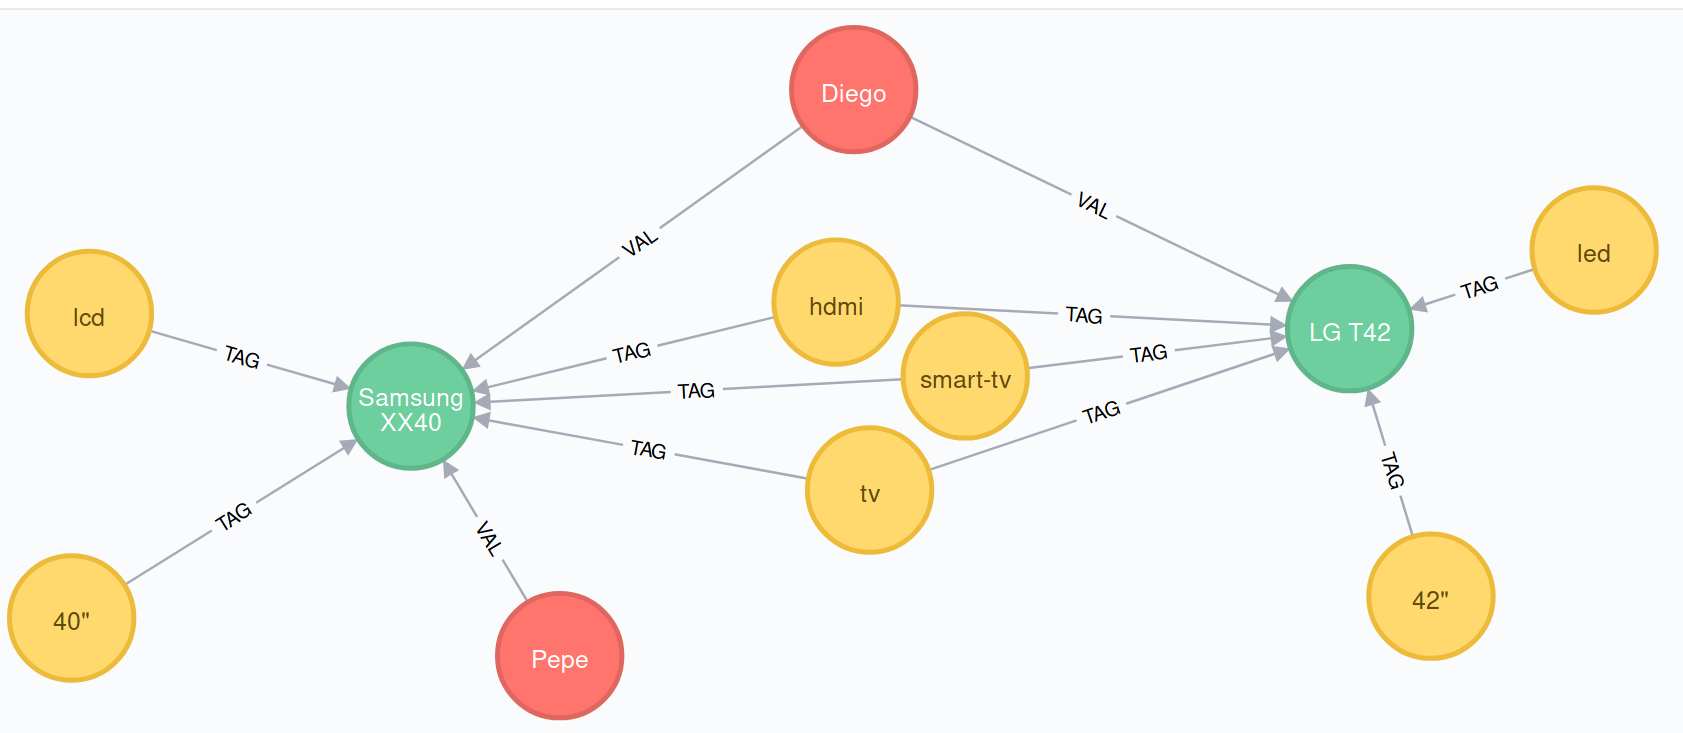 Diego
VAL
VAL
led
TAG
hdmi
TAG
LG T42
lcd
TAG
TAG
TAG
smart-tv
TAG
Samsung
XX40
TAG
TAG
tv
TAG
TAG
VAL
40"
Pepe
42"